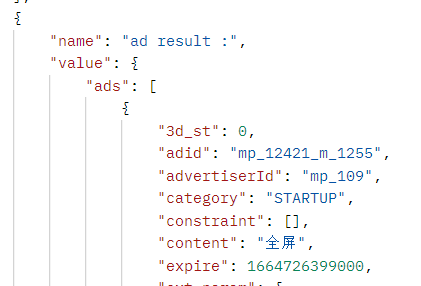 {
"name": "ad result :",
"value": {
"ads": [
{
"3d_st": 0,
"adid": "mp_12421_m_1255",
"advertiserId": "mp_109",
"category": "STARTUP",
"constraint": [],
"content": "全屏",
"expire": 1664726399000,